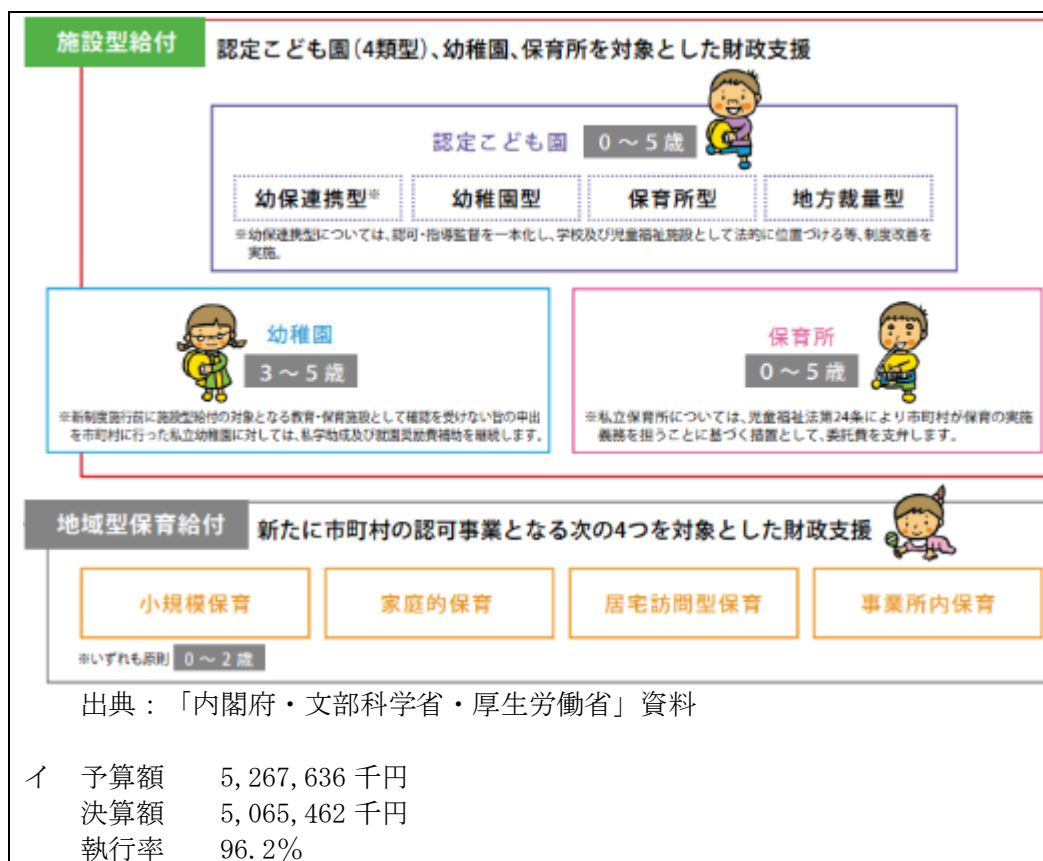 施設型給付 認定こども園(4類型)、幼稚園、保育所を対象とした財政支援
認定こども園 0～5歳
幼保連携型※ 幼稚園型 保育所型 地方裁量型
※幼保連携型については、認可・指導監督を一本化し、学校及び児童福祉施設として法的に位置づける等、制度改善を
実施。
幼稚園
3～5歳
※新制度施行前に施設型給付の対象となる教育・保育施設として確認を受けない旨の申出
を市町村に行った私立幼稚園に対しては、私学助成及び就園奨励費補助を継続します。
保育所
0～5歳
※私立保育所については、児童福祉法第24条により市町村が保育の実施
義務を担うことに基づく措置として、委託費を支弁します。
地域型保育給付 新たに市町村の認可事業となる次の4つを対象とした財政支援
小規模保育 家庭的保育 居宅訪問型保育 事業所内保育
※いずれも原則 0～2歳
出典：「内閣府・文部科学省・厚生労働省」資料
イ 予算額 5,267,636千円
決算額 5,065,462千円
執行率 96.2％